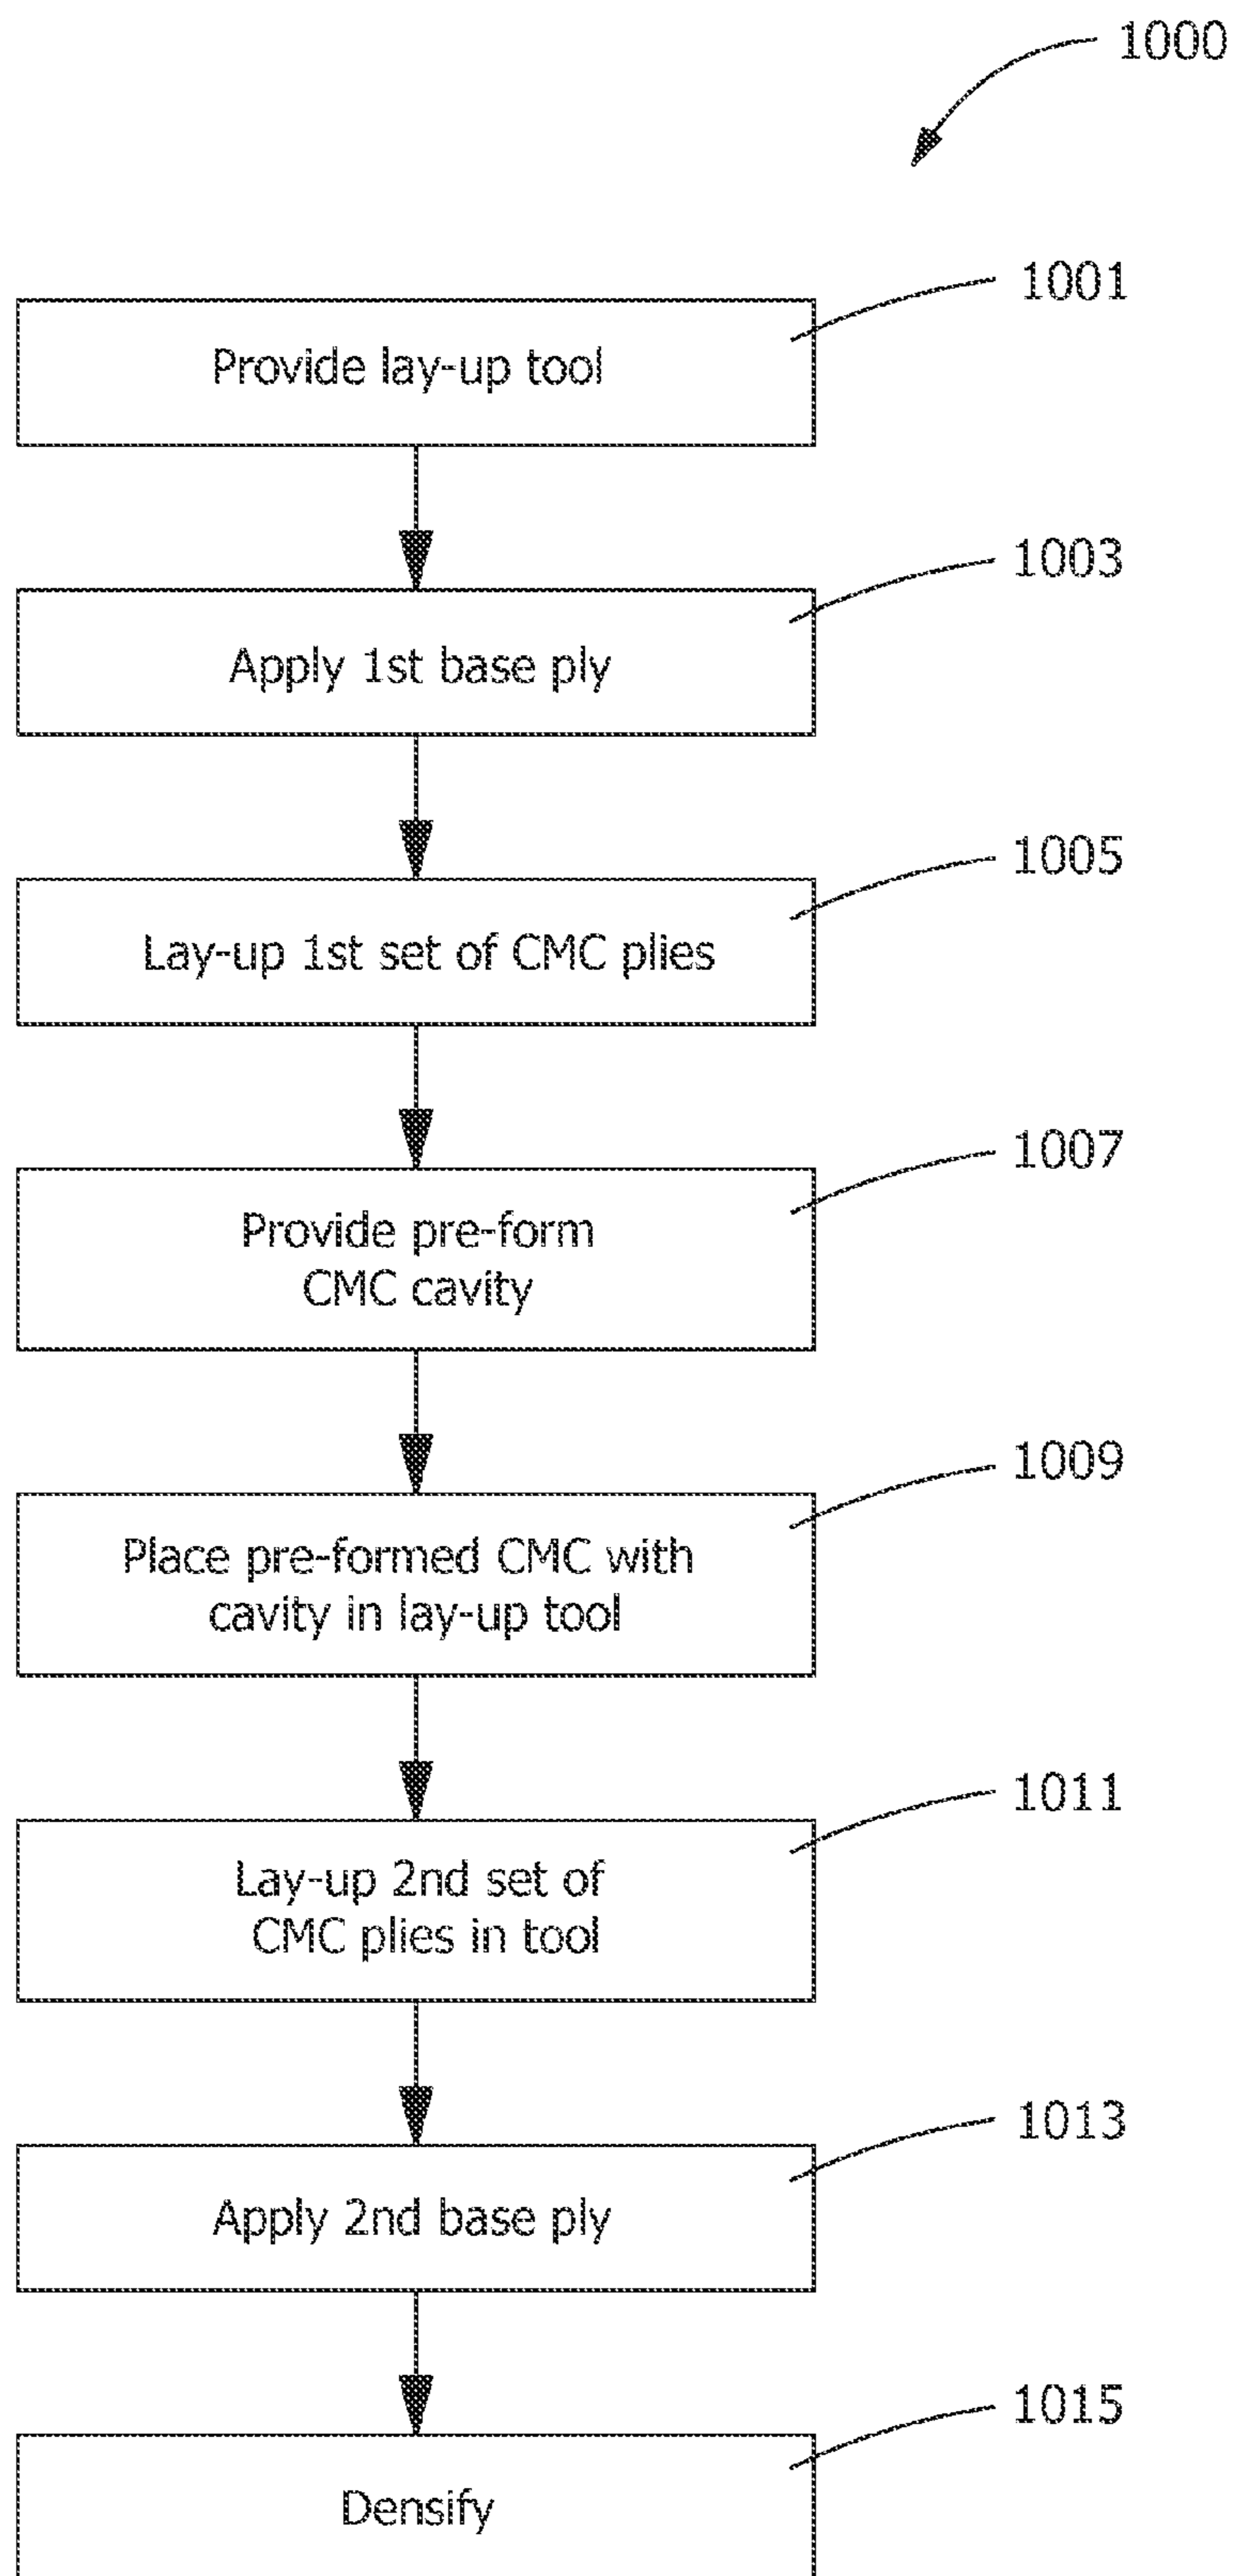 1000
1001
Provide lay-up tool
1003
Apply 1st base ply
1005
Lay-up 1st set of CMC plies
1007
Provide pre-form
CMC cavity
1009
Place pre-formed CMC with
cavity in lay-up tool
1011
Lay-up 2nd set of
CMC plies in tool
1013
Apply 2nd base ply
1015
Densify